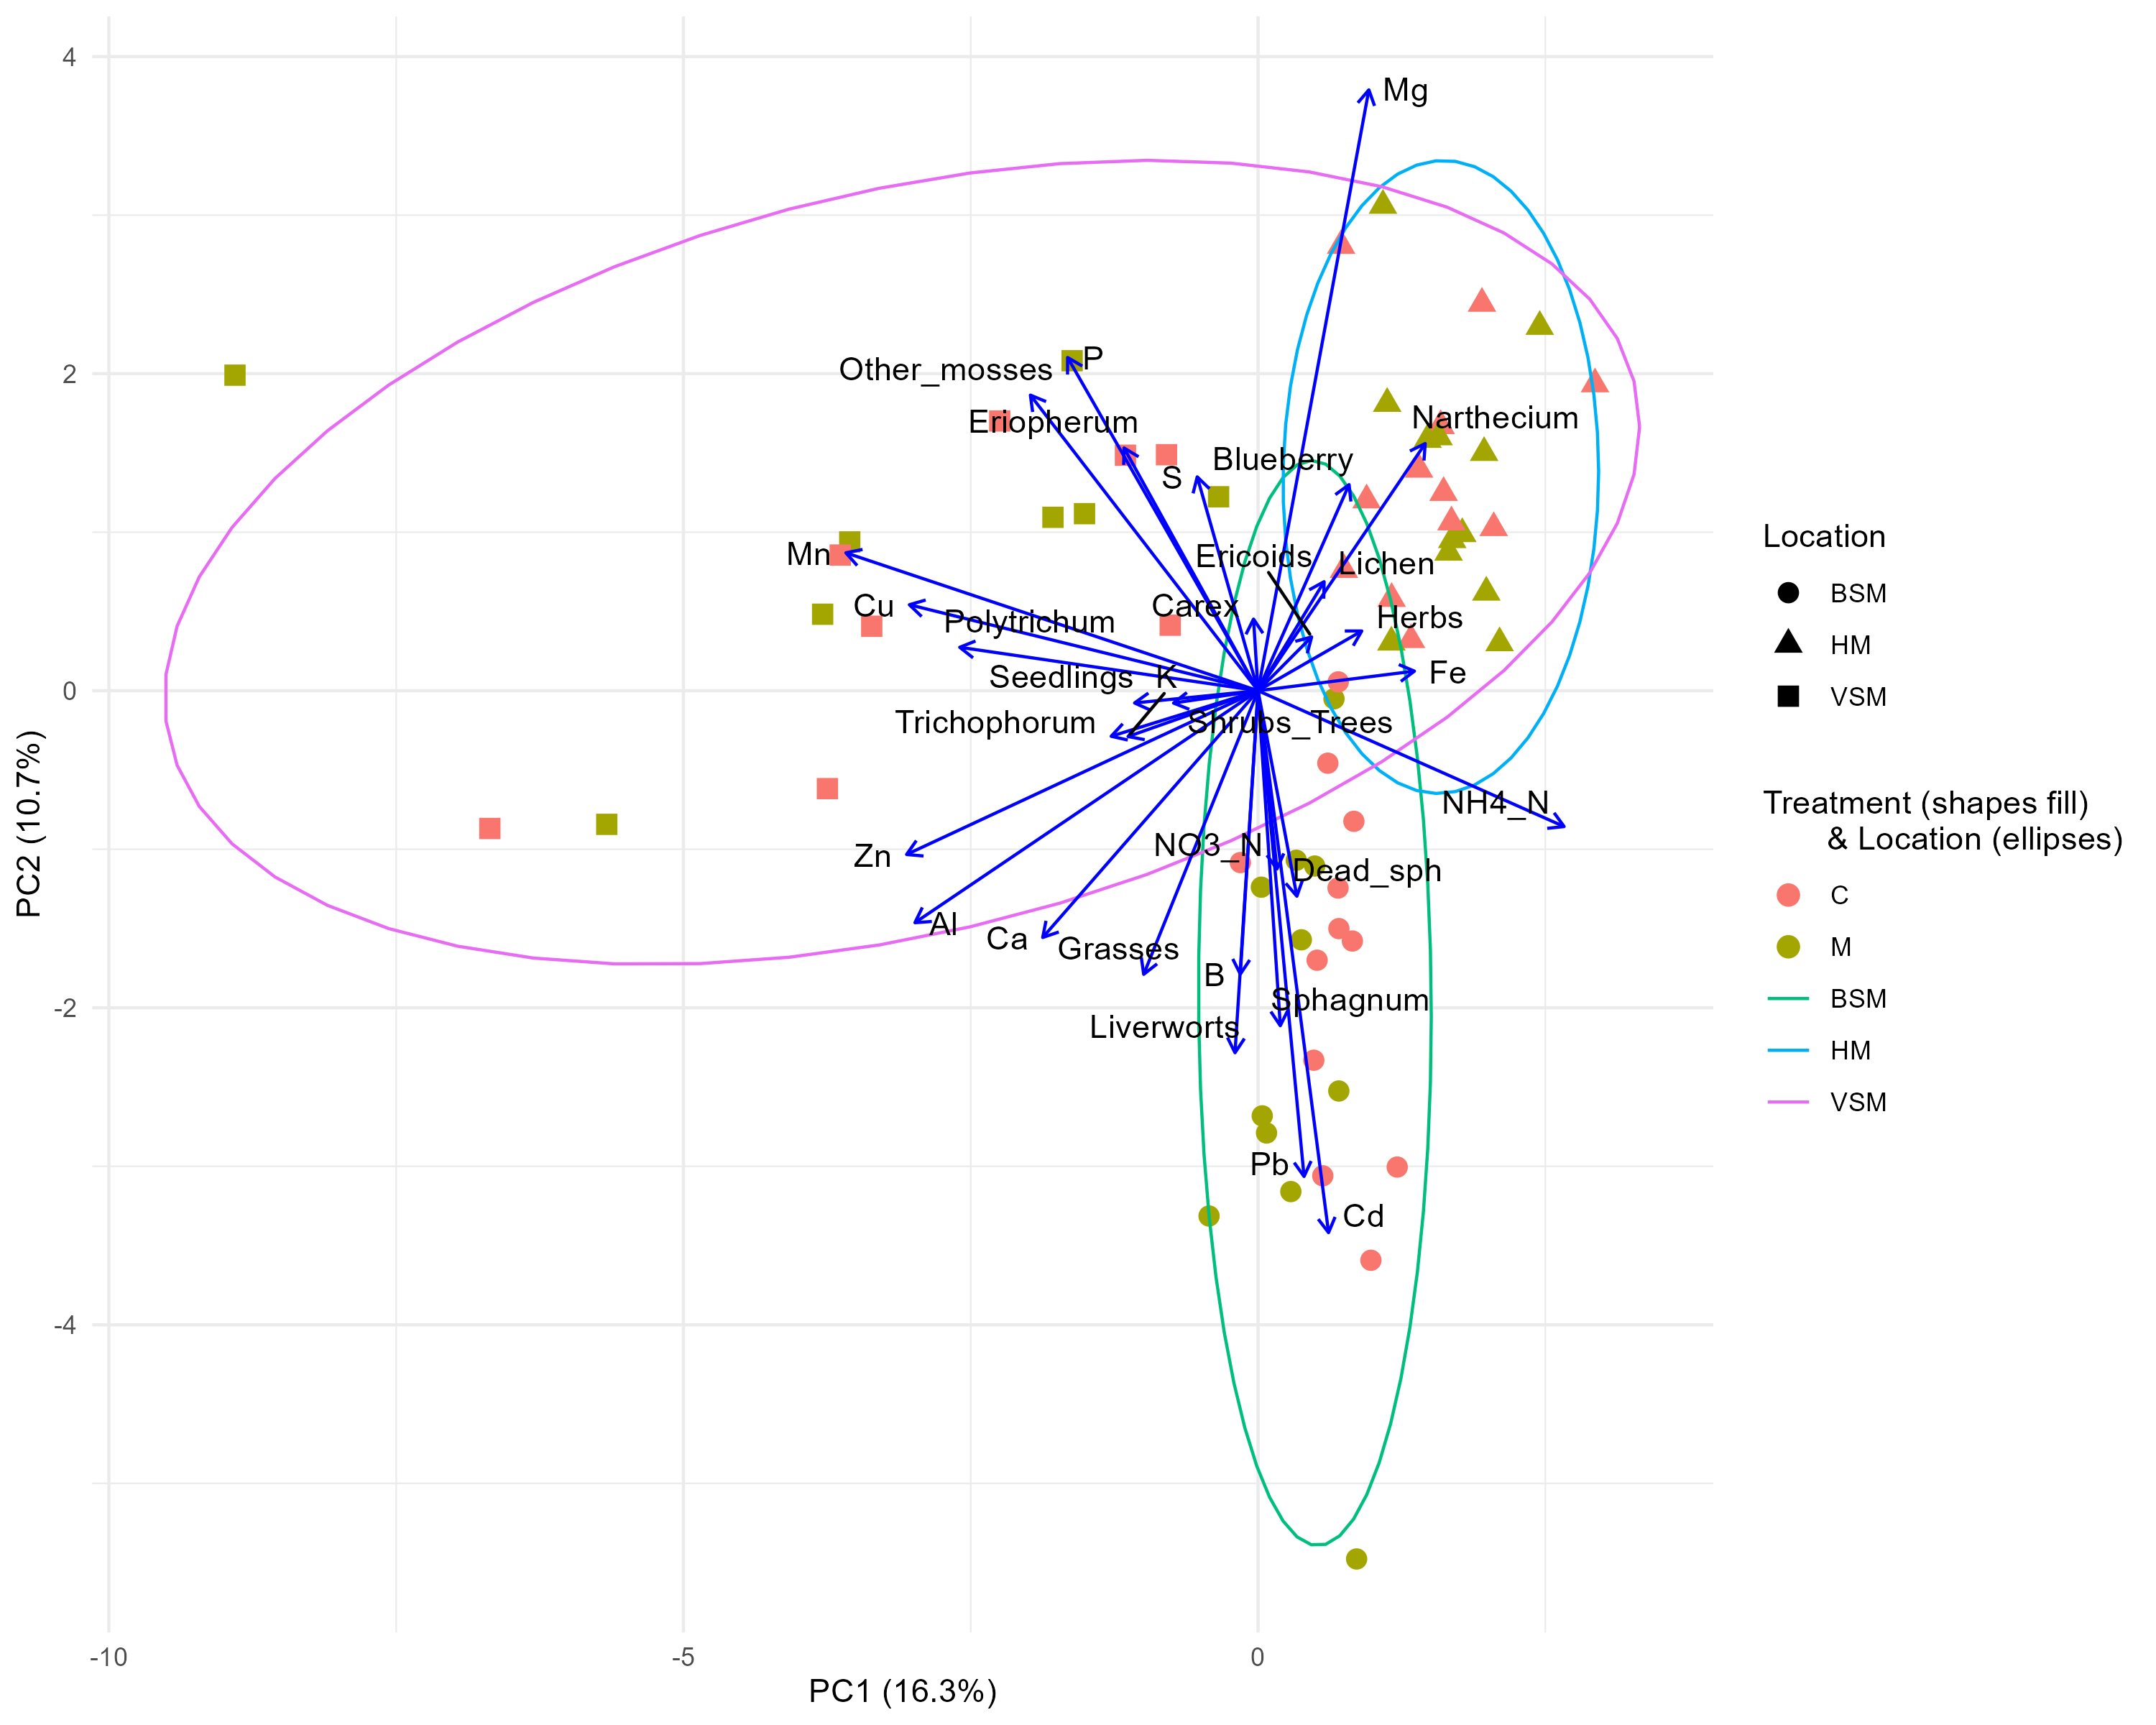 4
2
0
-2
-4
PC2 (10.7%)
-10
-5
0
PC1 (16.3%)
Mg
P
Other_mosses
Eriopherum
Narthecium
Blueberry
S
Mn
Ericoids
Lichen
Cu
Polytrichum
Carex
Herbs
Seedlings
K
Fe
Trichophorum
Shrubs_Trees
NH4_N
Zn
NO3_N
Dead_sph
Al
Ca
Grasses
B
Sphagnum
Liverworts
Pb
Cd
Location
BSM
HM
VSM
Treatment (shapes fill)
& Location (ellipses)
C
M
BSM
HM
VSM